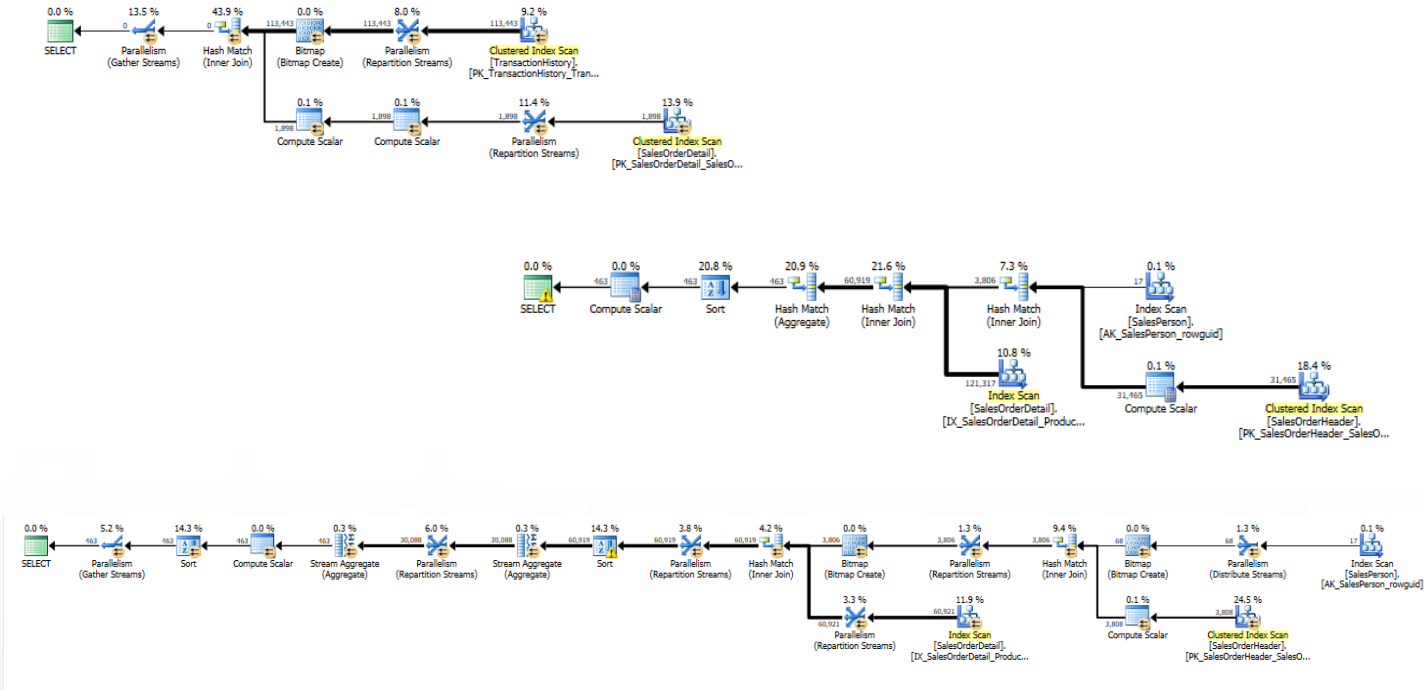 0.0 %
SELECT
0
13.5 %
Parallelism
(Gather Streams)
0
43.9 %
Hash Match
(Inner Join)
113,443
0.0 %
Bitmap
(Bitmap Create)
113,443
8.0 %
Parallelism
(Repartition Streams)
113,443
9.2 %
Clustered Index Scan
[TransactionHistory].
[PK_TransactionHistory_Tran...
1,898
0.1 %
Compute Scalar
1,898
0.1 %
Compute Scalar
1,898
11.4 %
Parallelism
(Repartition Streams)
1,898
13.9 %
Clustered Index Scan
[SalesOrderDetail].
[PK_SalesOrderDetail_SalesO...
0.0 %
SELECT
463
0.0 %
Compute Scalar
463
20.8 %
Sort
463
20.9 %
Hash Match
(Aggregate)
60,919
21.6 %
Hash Match
(Inner Join)
3,806
7.3 %
Hash Match
(Inner Join)
17
0.1 %
Index Scan
[SalesPerson].
[AK_SalesPerson_rowguid]
121,317
10.8 %
Index Scan
[SalesOrderDetail].
[IX_SalesOrderDetail_Produc...
31,465
0.1 %
Compute Scalar
31,465
18.4 %
Clustered Index Scan
[SalesOrderHeader].
[PK_SalesOrderHeader_SalesO...
0.0 %
SELECT
463
5.2 %
Parallelism
(Gather Streams)
463
14.3 %
Sort
463
0.0 %
Compute Scalar
463
0.3 %
Stream Aggregate
(Aggregate)
30,088
6.0 %
Parallelism
(Repartition Streams)
30,088
0.3 %
Stream Aggregate
(Aggregate)
60,919
14.3 %
Sort
60,919
3.8 %
Parallelism
(Repartition Streams)
60,919
4.2 %
Hash Match
(Inner Join)
3,806
0.0 %
Bitmap
(Bitmap Create)
3,806
1.3 %
Parallelism
(Repartition Streams)
3,806
9.4 %
Hash Match
(Inner Join)
68
0.0 %
Bitmap
(Bitmap Create)
68
1.3 %
Parallelism
(Distribute Streams)
17
0.1 %
Index Scan
[SalesPerson].
[AK_SalesPerson_rowguid]
60,921
3.3 %
Parallelism
(Repartition Streams)
60,921
11.9 %
Index Scan
[SalesOrderDetail].
[IX_SalesOrderDetail_Produc...
3,808
0.1 %
Compute Scalar
3,808
24.5 %
Clustered Index Scan
[SalesOrderHeader].
[PK_SalesOrderHeader_SalesO...